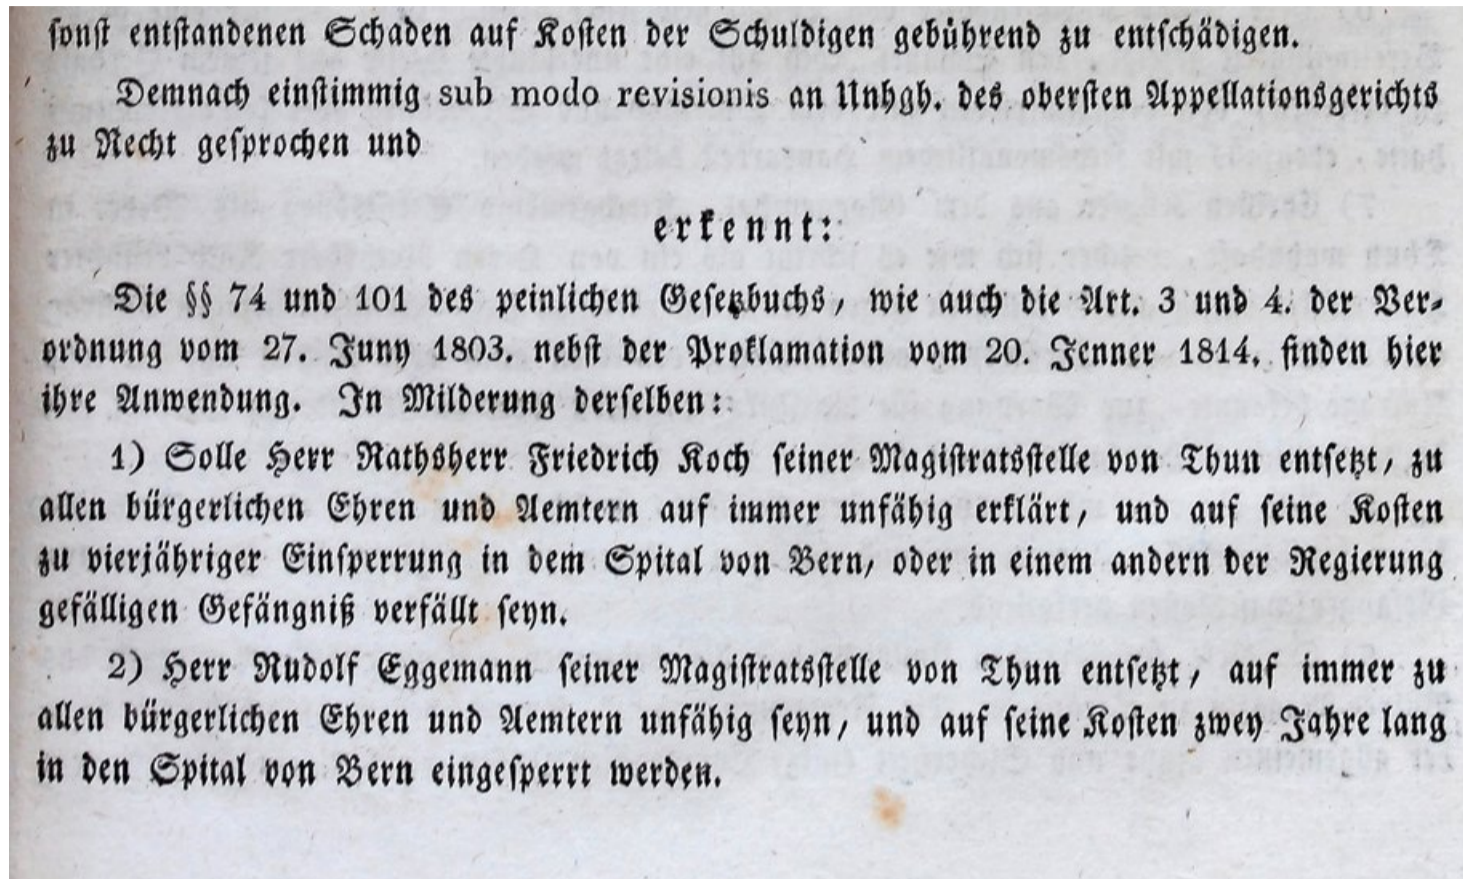 sonst entstandenen Schaden auf Kosten der Schuldigen gebührend zu entschädigen.
Demnach einstimmig sub modo revisionis an Unhgh. des obersten Appellationsgerichts
zu Recht gesprochen und
erkennt:
Die §§ 74 und 101 des peinlichen Gesetzbuchs, wie auch die Art. 3 und 4. der Ver-
ordnung vom 27. Juny 1803. nebst der Proklamation vom 20. Jenner 1814. finden hier
ihre Anwendung. In Milderung derselben:
1) Solle Herr Rathsherr Friedrich Koch seiner Magistratsstelle von Thun entsetzt, zu
allen bürgerlichen Ehren und Aemtern auf immer unfähig erklärt, und auf seine Kosten
zu vierjähriger Einsperrung in dem Spital von Bern, oder in einem andern der Regierung
gefälligen Gefängniß verfällt seyn.
2) Herr Rudolf Eggemann seiner Magistratsstelle von Thun entsetzt, auf immer zu
allen bürgerlichen Ehren und Aemtern unfähig seyn, und auf seine Kosten zwey Jahre lang
in den Spital von Bern eingesperrt werden.